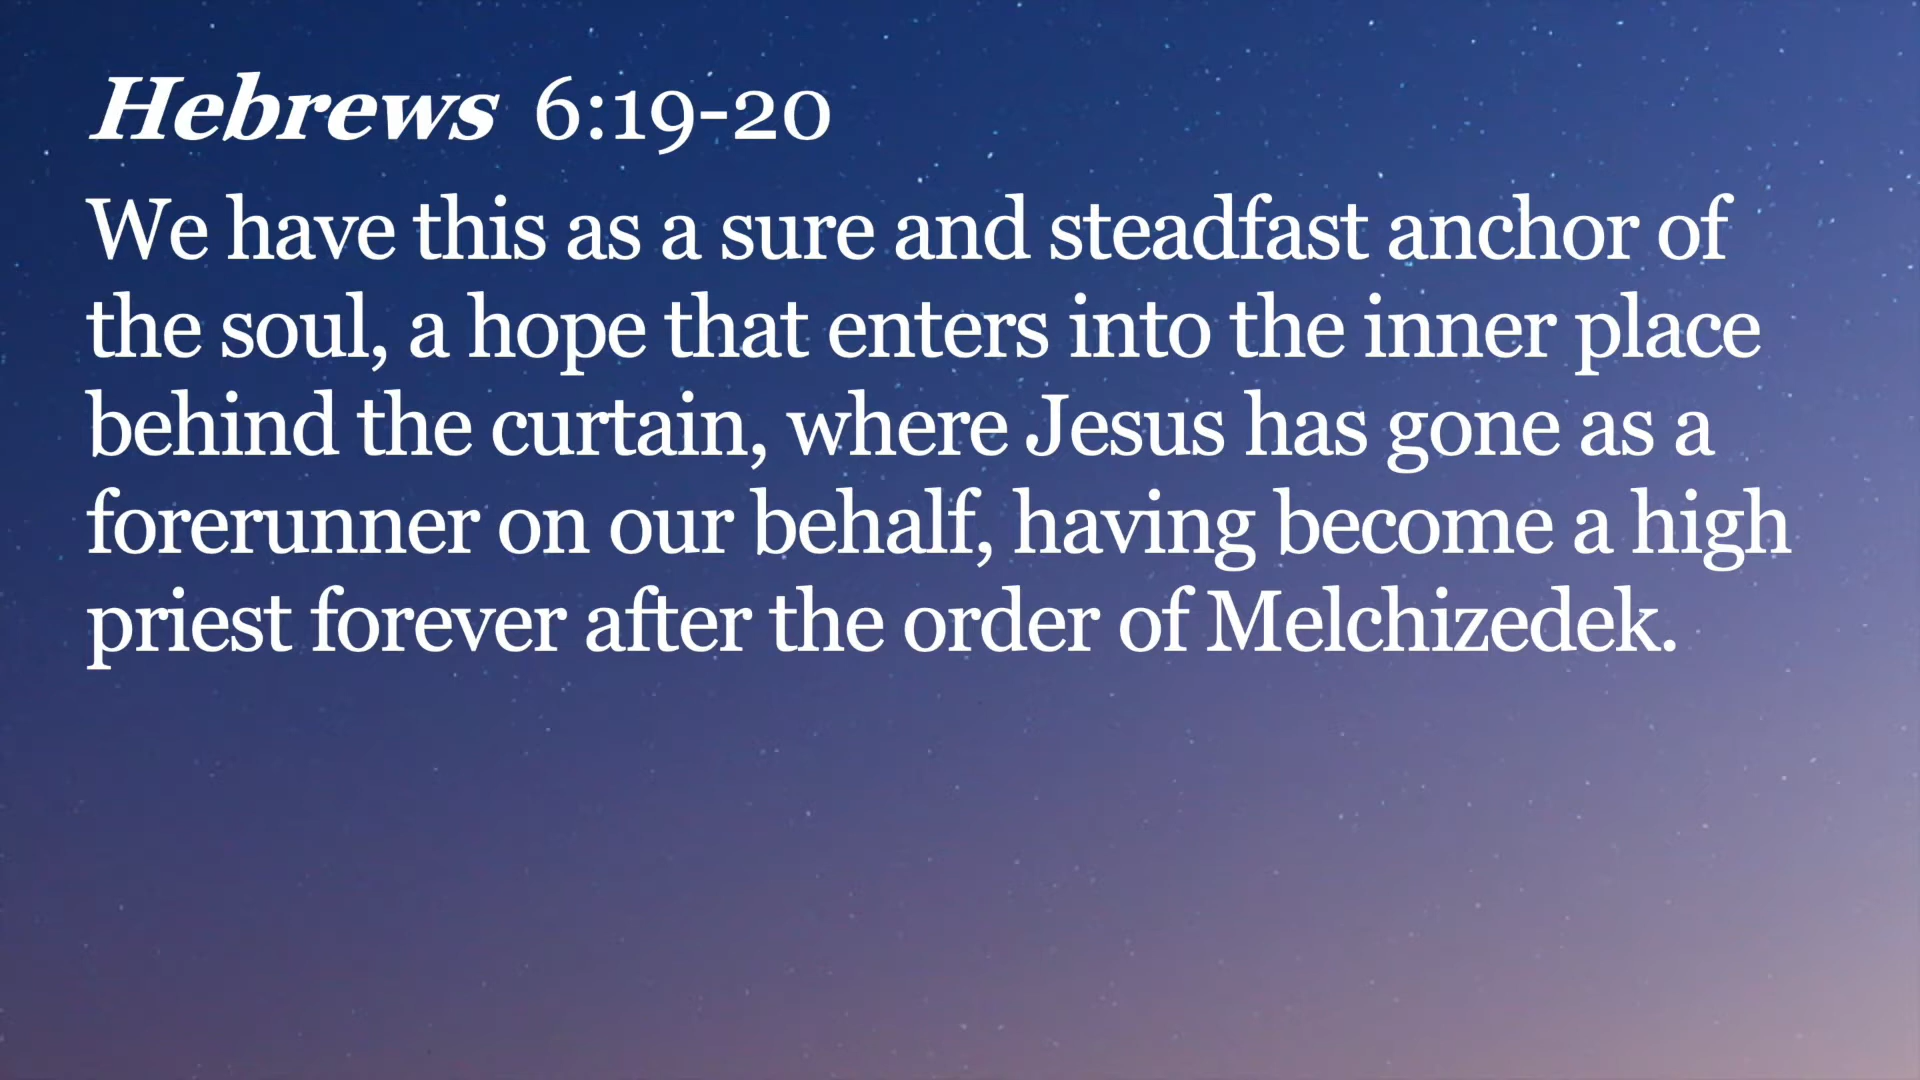 Hebrews 6:19-20
We have this as a sure and steadfast anchor of
the soul, a hope that enters into the inner place
behind the curtain, where Jesus has gone as a
forerunner on our behalf, having become a high
priest forever after the order of Melchizedek.